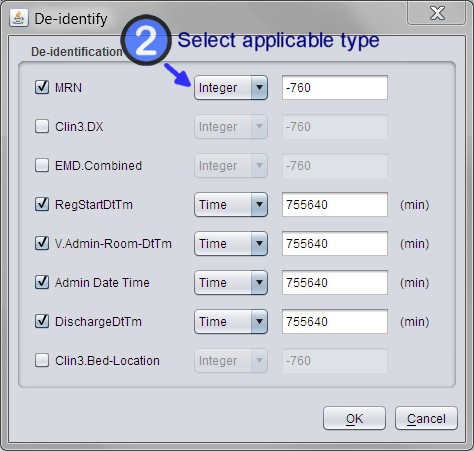 De-identify
2 Select applicable type
De-identification
MRN Integer -760
Clin3.DX Integer -760
EMD.Combined Integer -760
RegStartDtTm Time 755640 (min)
V.Admin-Room-DtTm Time 755640 (min)
Admin Date Time Time 755640 (min)
DischargeDtTm Time 755640 (min)
Clin3.Bed-Location Integer -760
OK Cancel